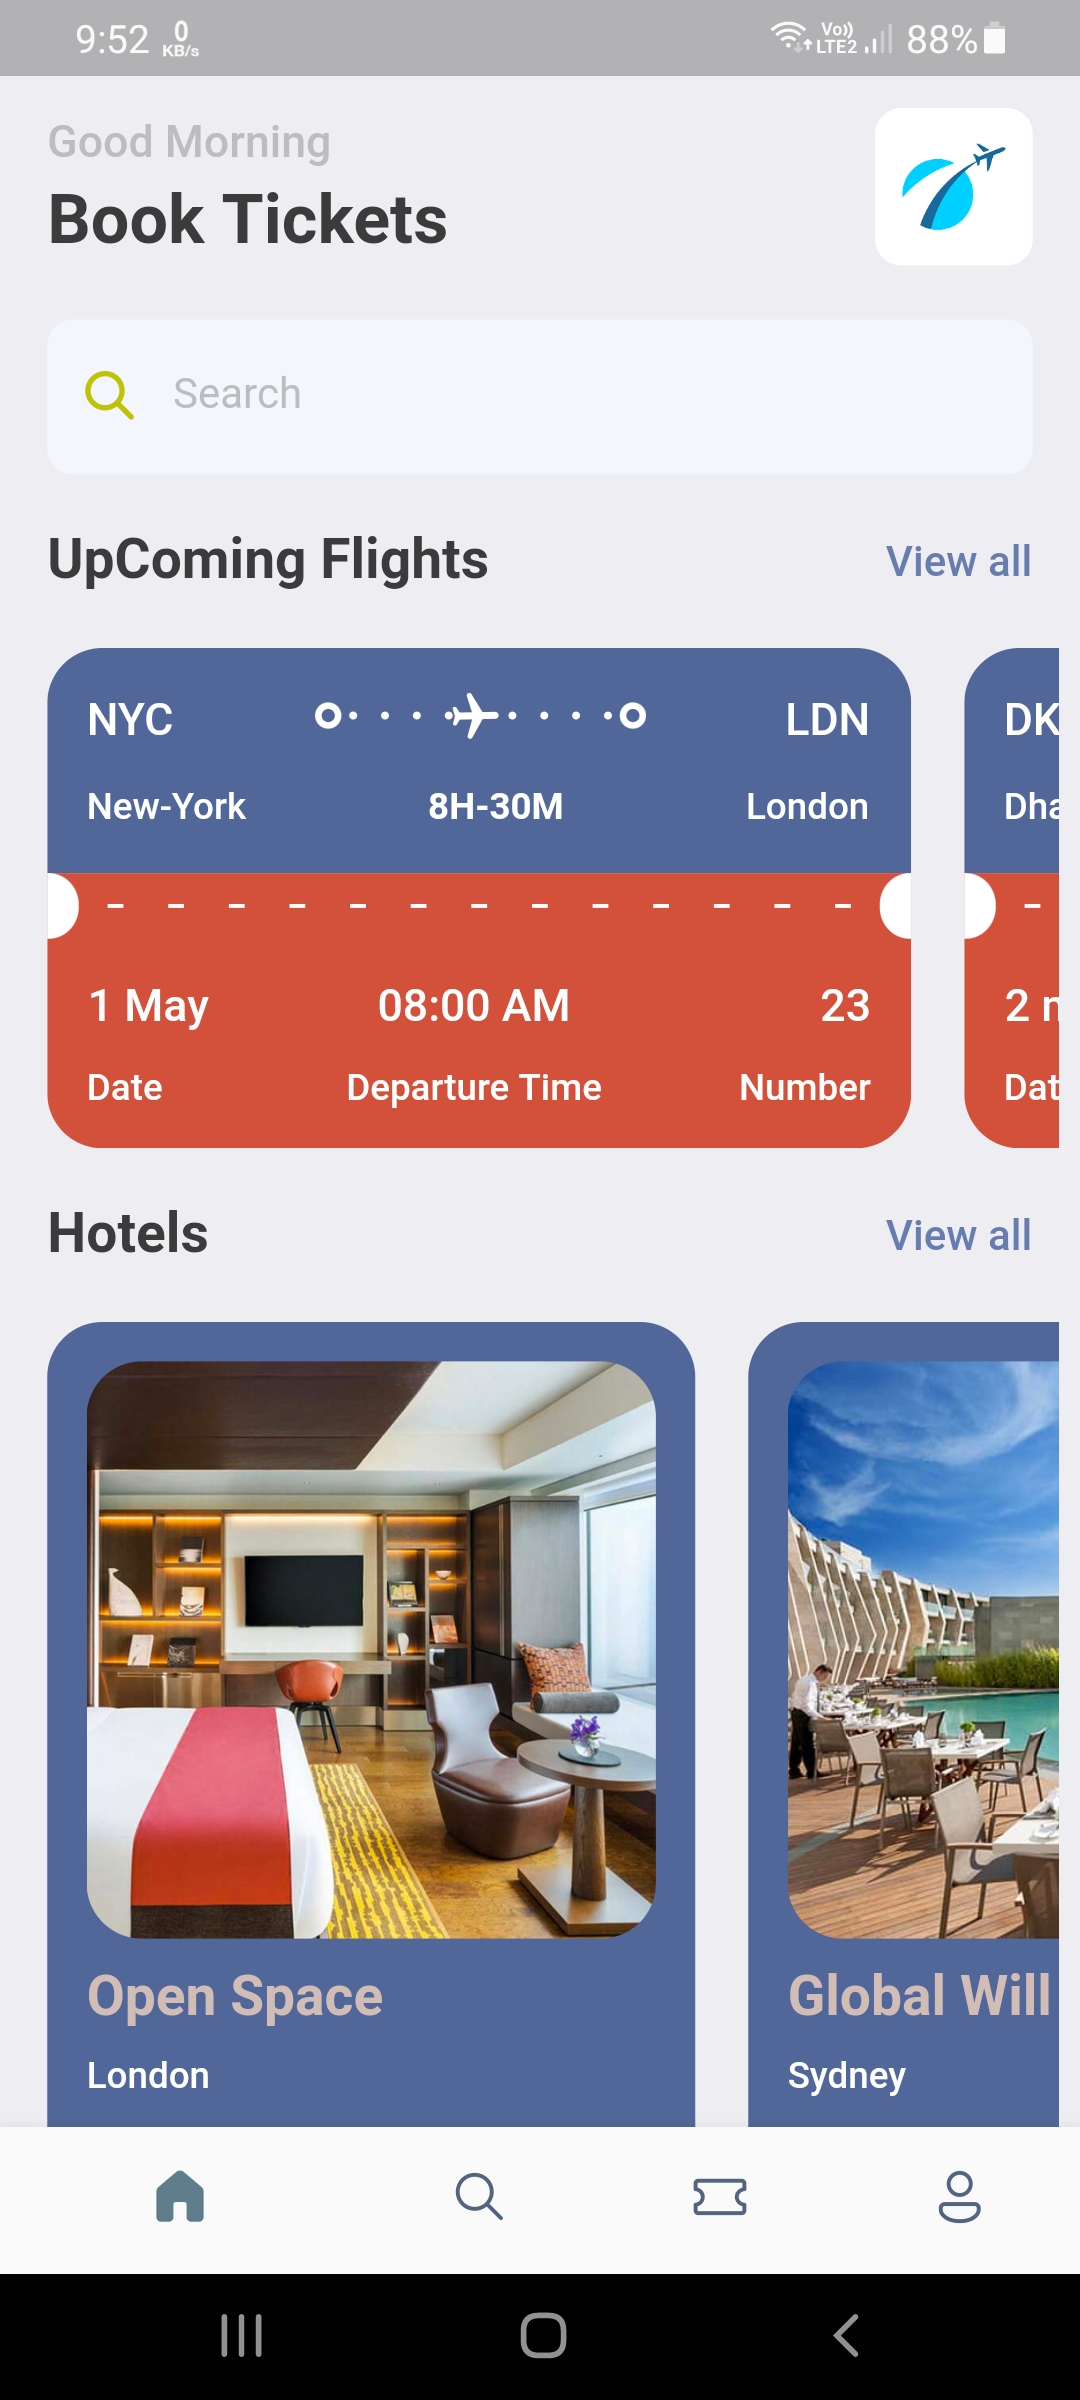 9:52 0 KB/s Vo)) LTE2 88%
Good Morning
Book Tickets
Search
UpComing Flights View all
NYC LDN DK
New-York 8H-30M London Dha
1 May 08:00 AM 23 2
Date Departure Time Number Dat
Hotels View all
Open Space Global Will
London Sydney